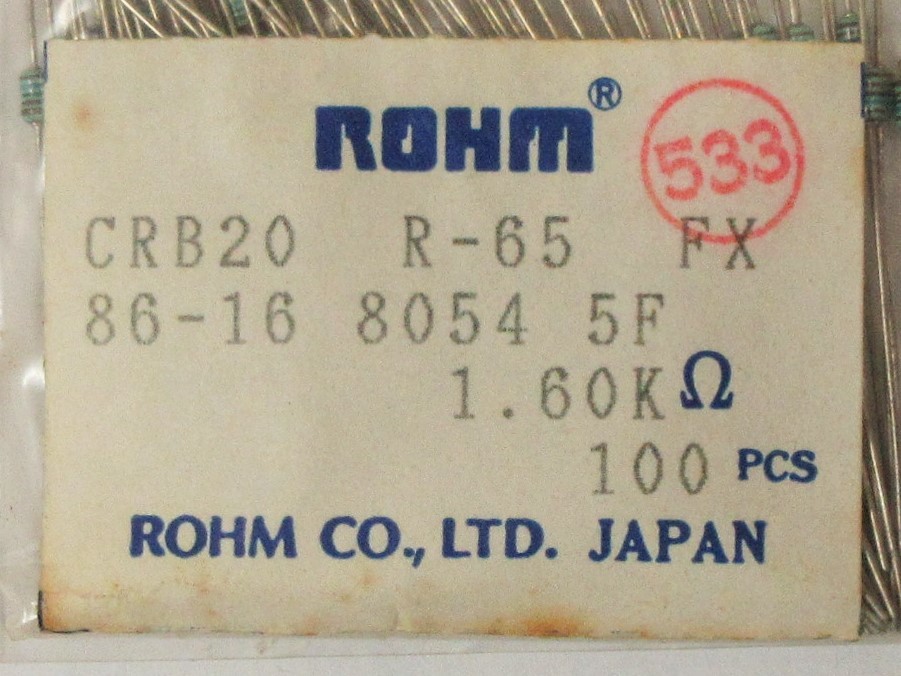 ROHM®
533
CRB20 R-65 FX
86-16 8054 5F
1.60KΩ
100 PCS
ROHM CO., LTD. JAPAN